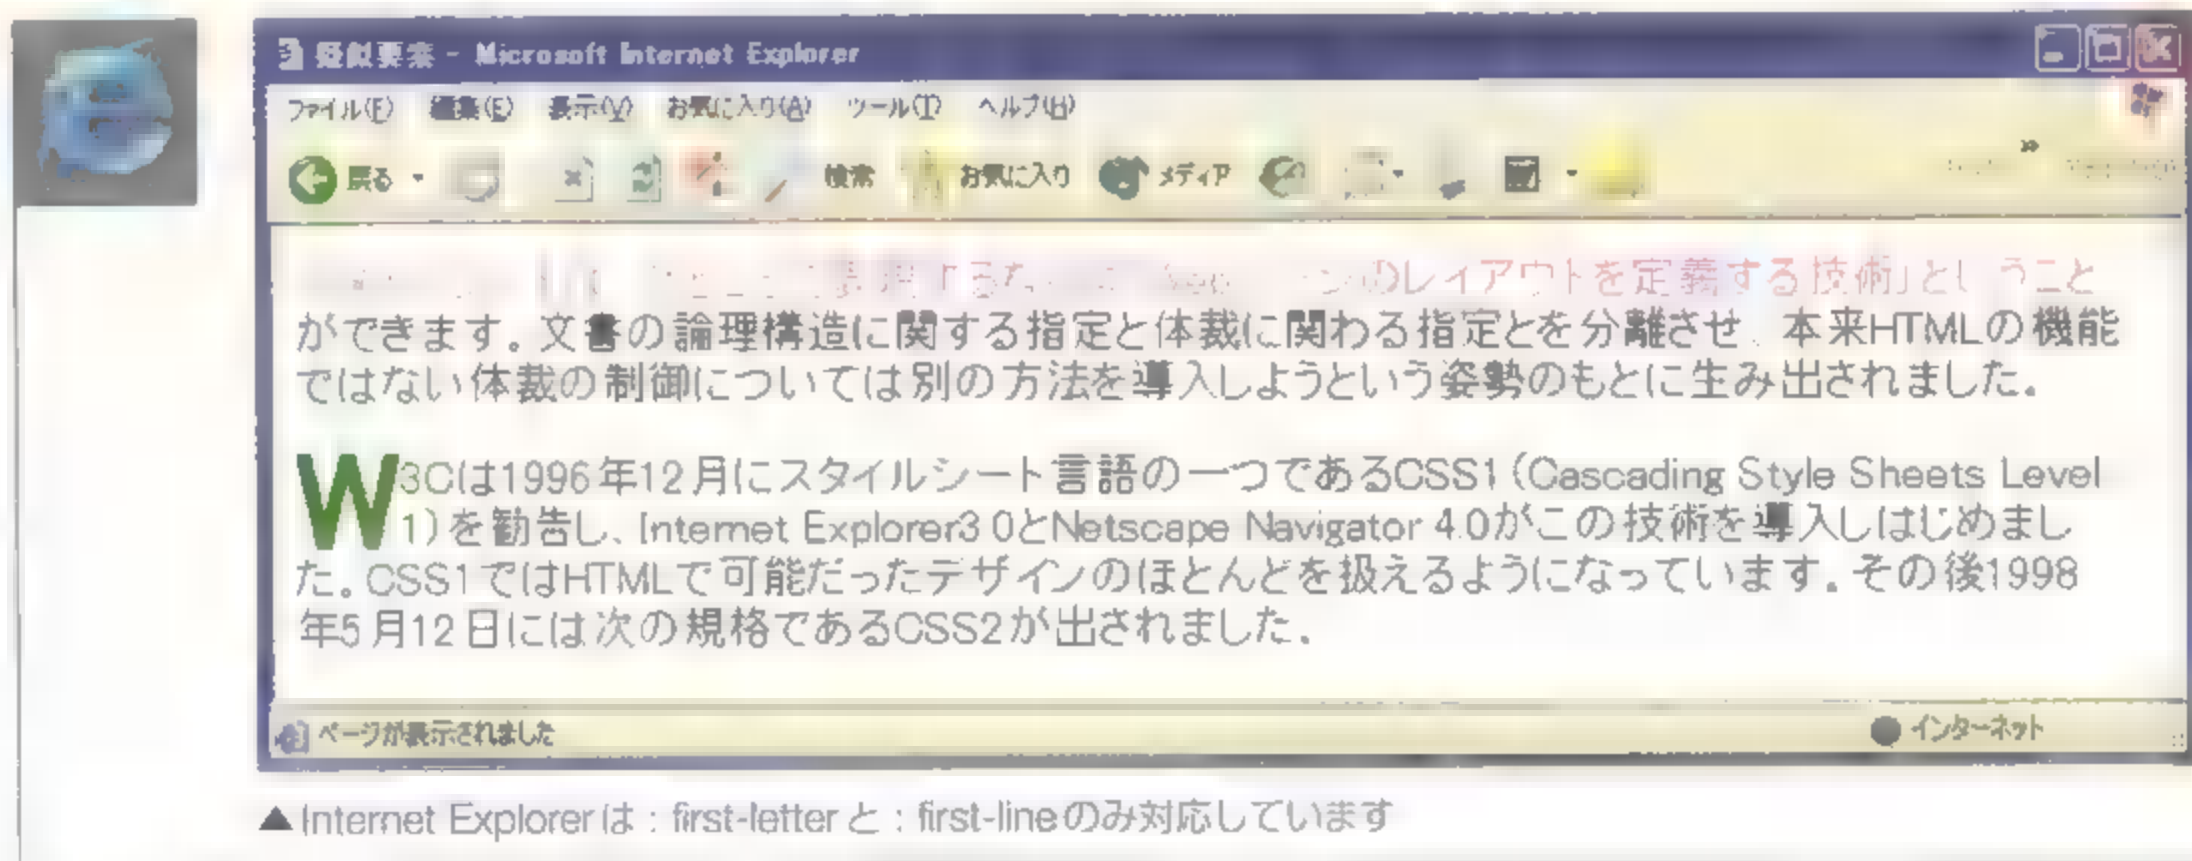 疑似要素 - Microsoft Internet Explorer
ファイル(F) 編集(E) 表示(V) お気に入り(A) ツール(T) ヘルプ(H)
戻る 検索 お気に入り メディア
のレイアウトを定義する技術」ということ
ができます。文書の論理構造に関する指定と体裁に関わる指定とを分離させ、本来HTMLの機能
ではない体裁の制御については別の方法を導入しようという姿勢のもとに生み出されました。
W3Cは1996年12月にスタイルシート言語の一つであるCSS1（Cascading Style Sheets Level
1）を勧告し、Internet Explorer3.0とNetscape Navigator 4.0がこの技術を導入しはじめまし
た。CSS1ではHTMLで可能だったデザインのほとんどを扱えるようになっています。その後1998
年5月12日には次の規格であるCSS2が出されました。
ページが表示されました インターネット
▲Internet Explorerは：first-letterと：first-lineのみ対応しています